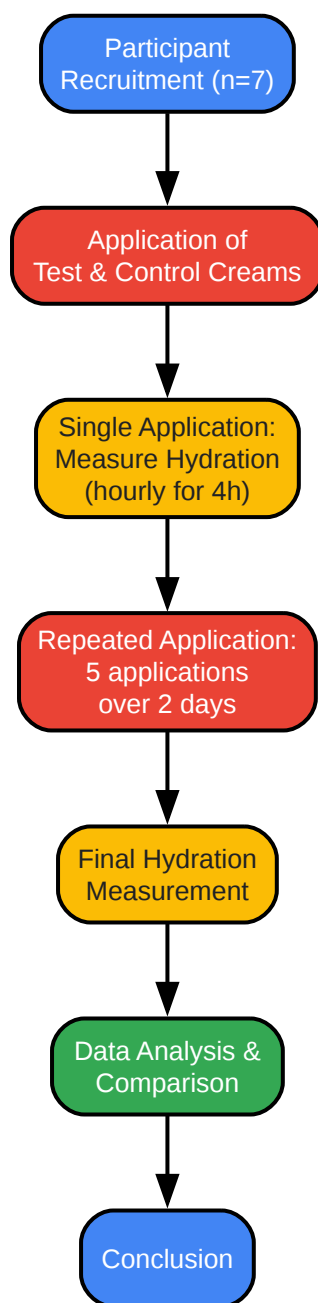 Participant
Recruitment (n=7)
Application of
Test & Control Creams
Single Application:
Measure Hydration
(hourly for 4h)
Repeated Application:
5 applications
over 2 days
Final Hydration
Measurement
Data Analysis &
Comparison
Conclusion